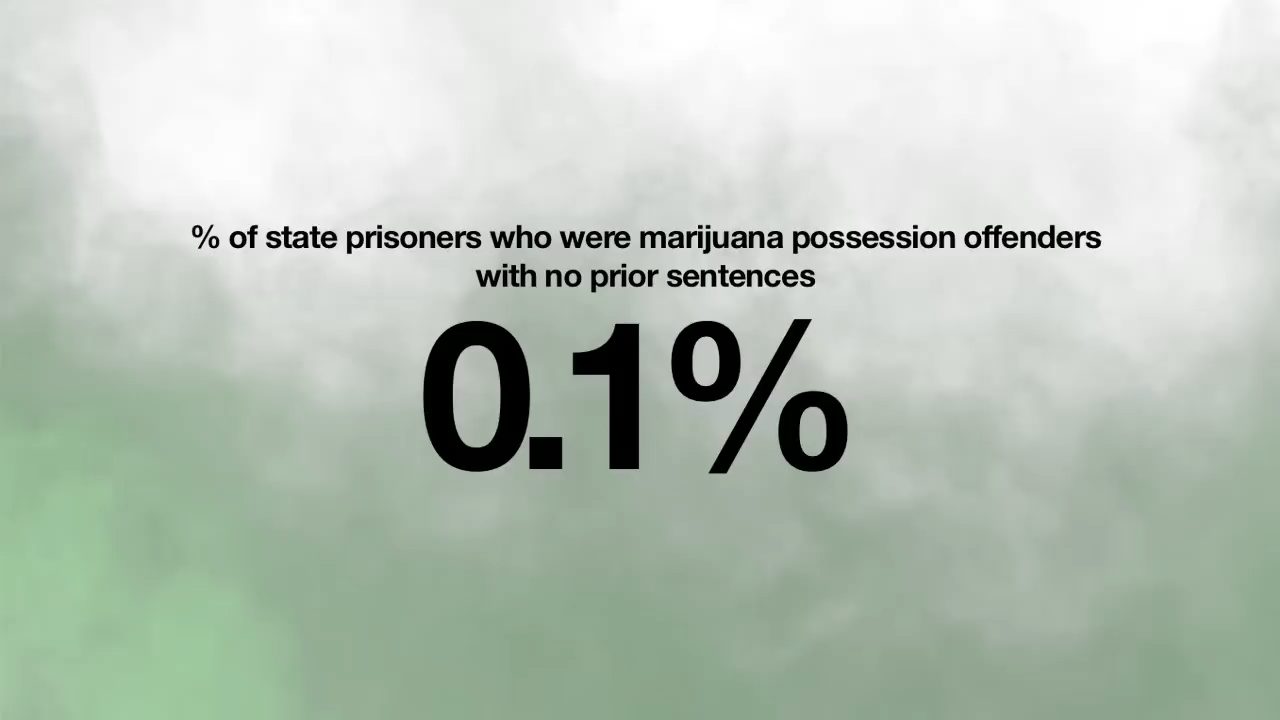 % of state prisoners who were marijuana possession offenders
with no prior sentences
0.1%